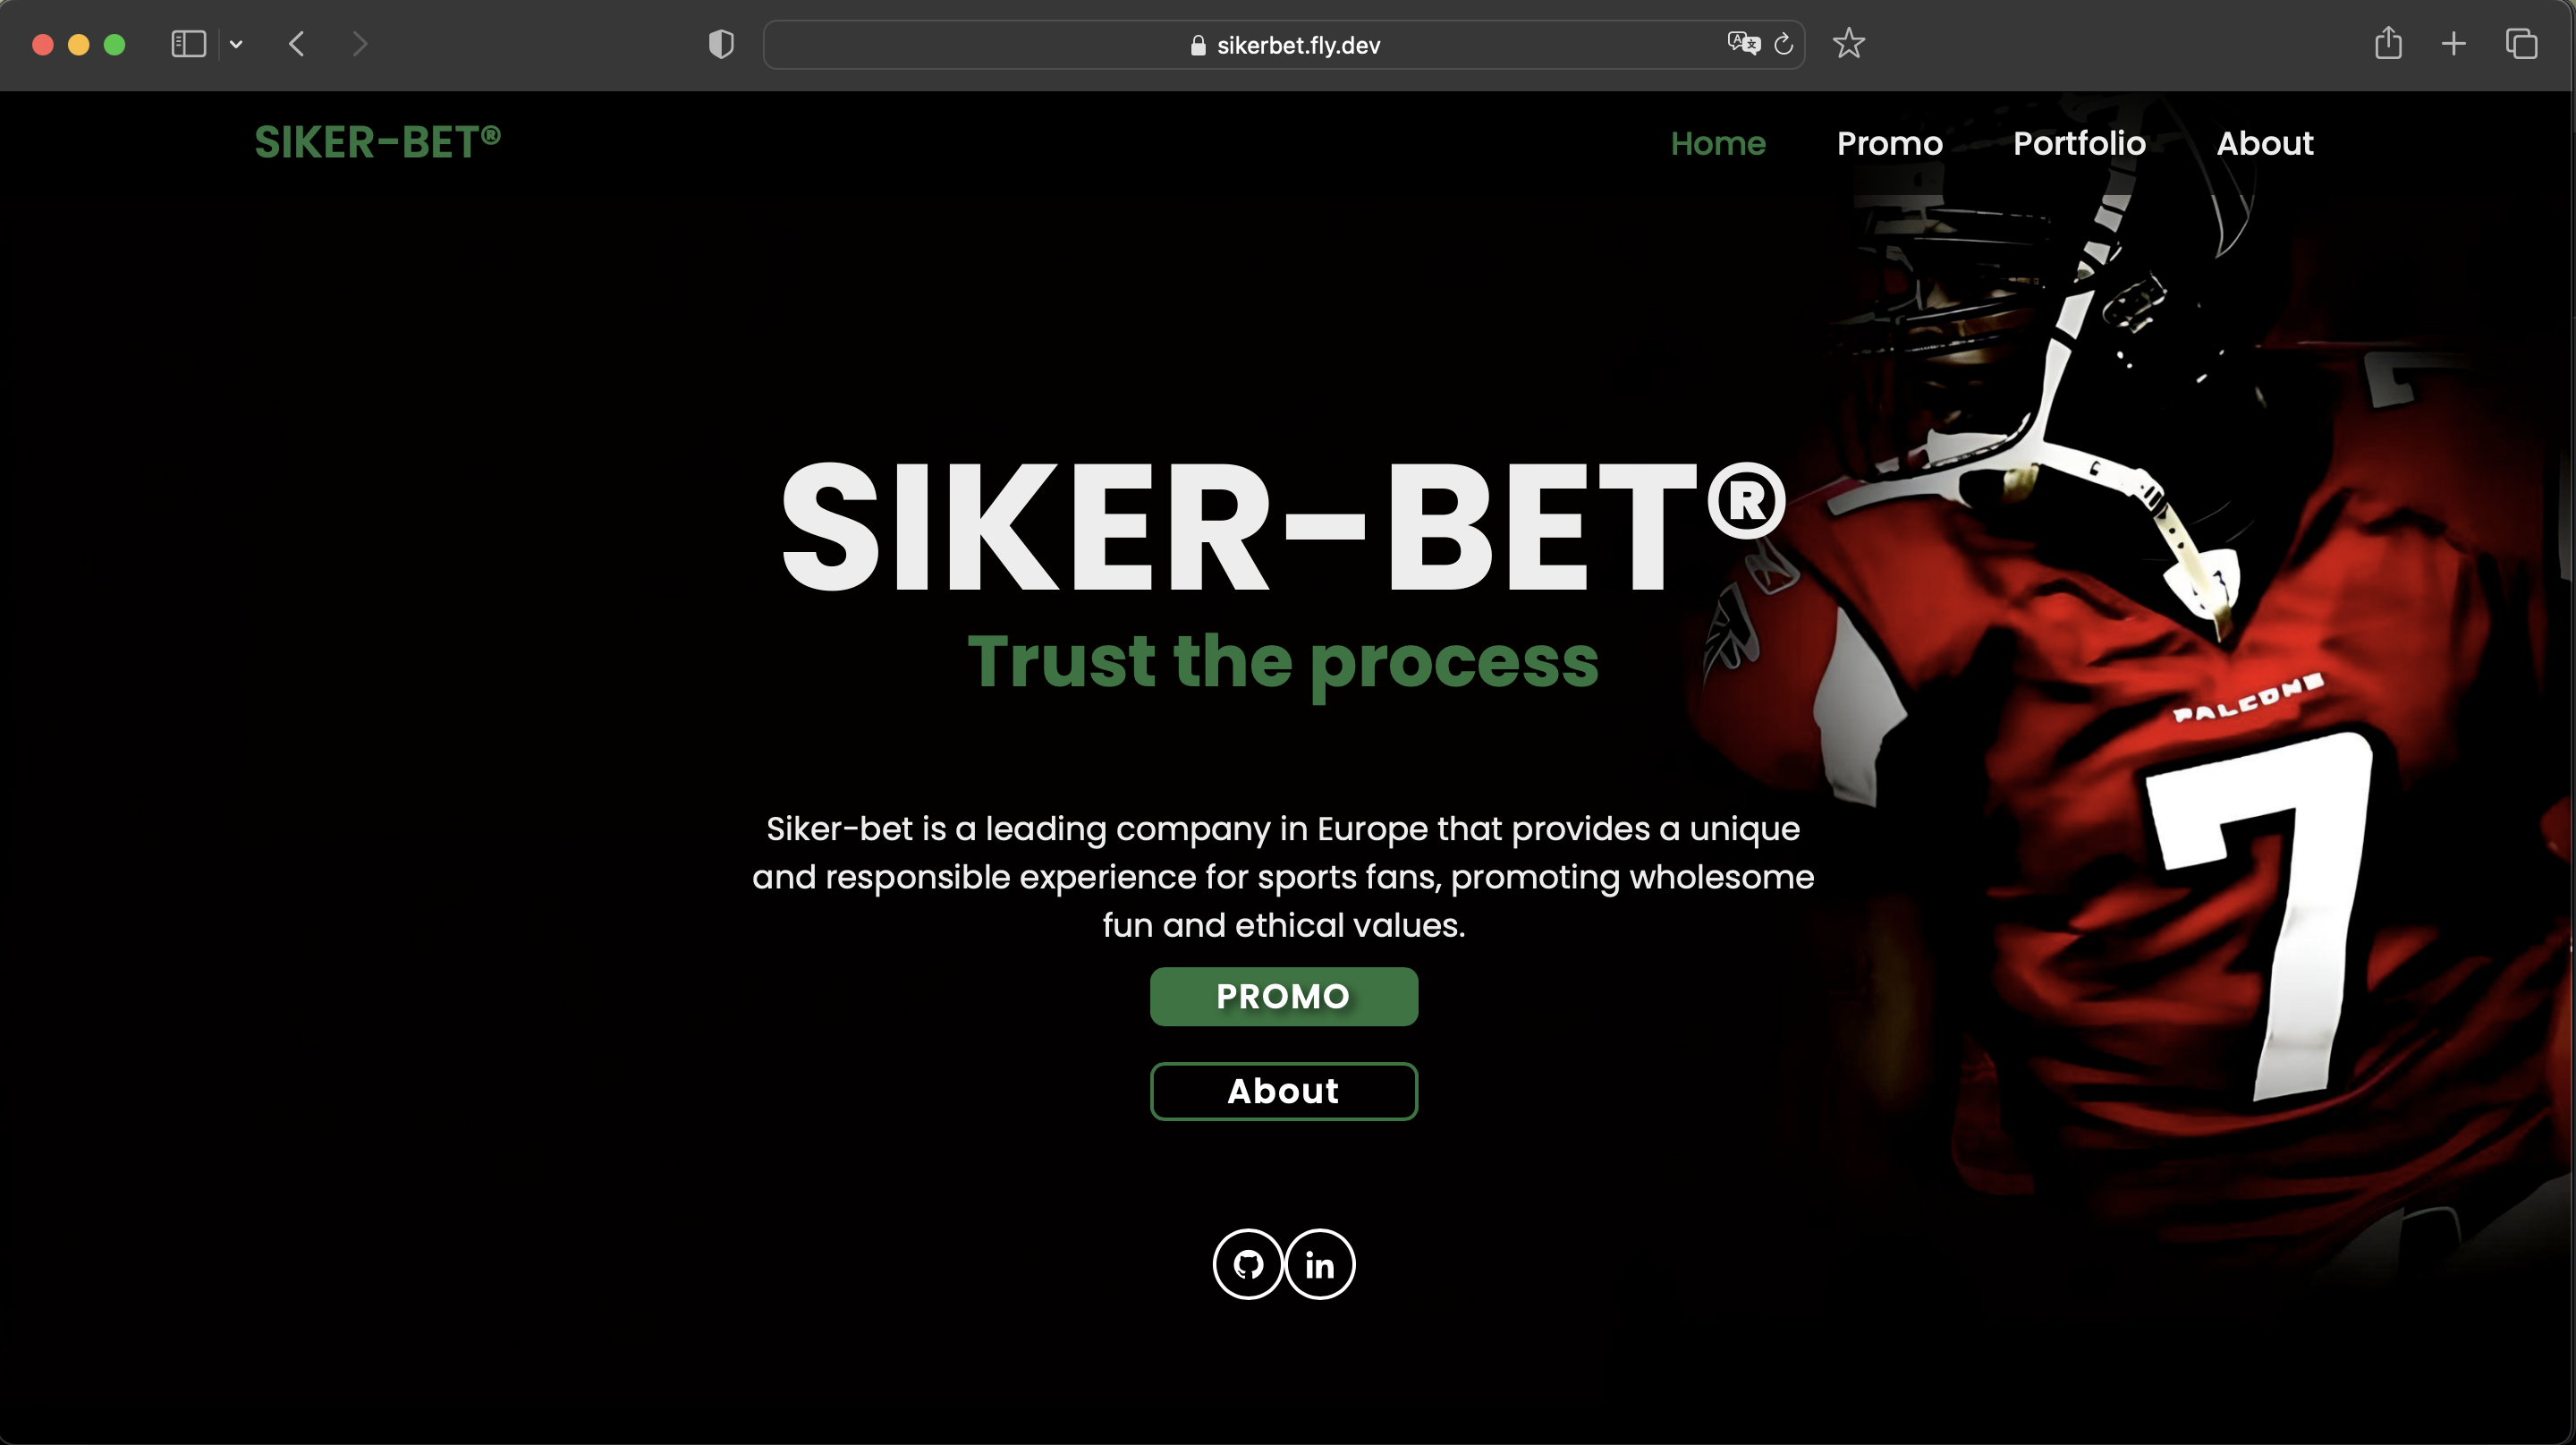 sikerbet.fly.dev
SIKER-BET®
Home Promo Portfolio About
SIKER-BET®
Trust the process
Siker-bet is a leading company in Europe that provides a unique
and responsible experience for sports fans, promoting wholesome
fun and ethical values.
PROMO
About
in
7